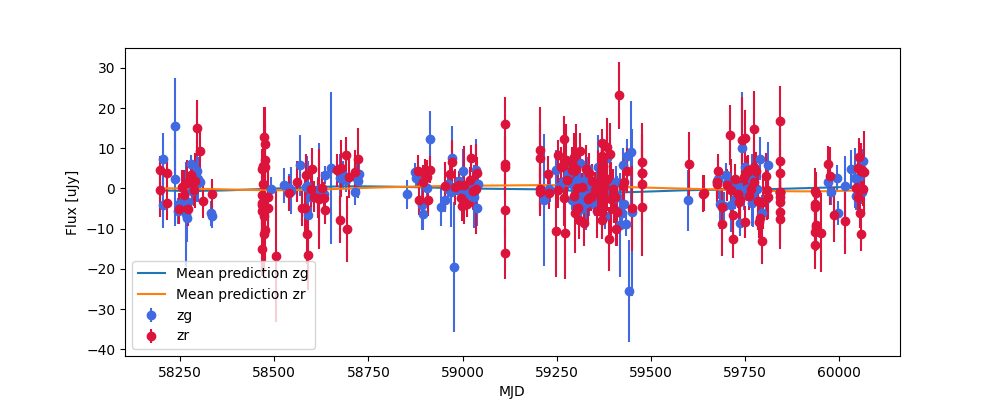 30
20
10
0
−10
−20
−30
−40
Flux [uJy]
Mean prediction zg
Mean prediction zr
zg
zr
58250 58500 58750 59000 59250 59500 59750 60000
MJD